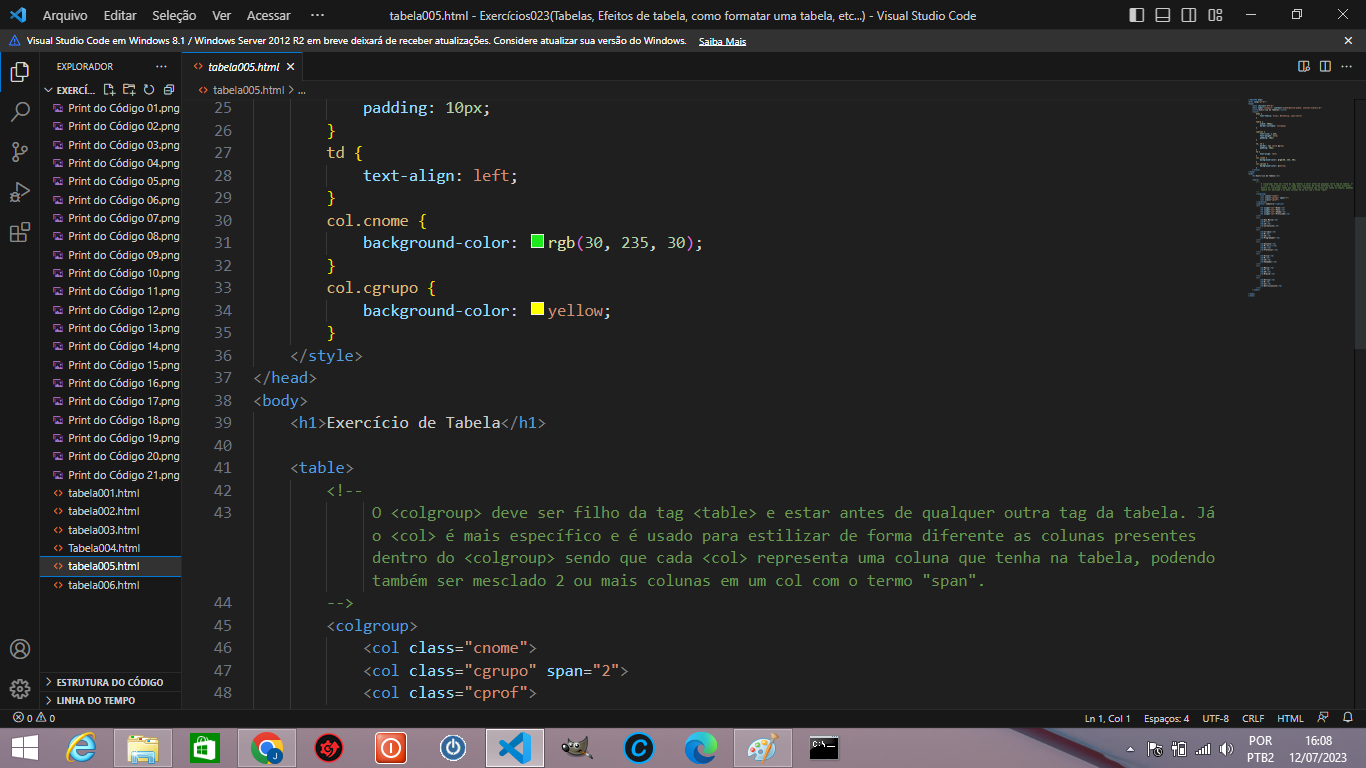 Arquivo Editar Seleção Ver Acessar ···
tabela005.html - Exercícios023(Tabelas, Efeitos de tabela, como formatar uma tabela, etc...) - Visual Studio Code
Visual Studio Code em Windows 8.1 / Windows Server 2012 R2 em breve deixará de receber atualizações. Considere atualizar sua versão do Windows. Saiba Mais
EXPLORADOR ···
EXERCÍ...
Print do Código 01.png
Print do Código 02.png
Print do Código 03.png
Print do Código 04.png
Print do Código 05.png
Print do Código 06.png
Print do Código 07.png
Print do Código 08.png
Print do Código 09.png
Print do Código 10.png
Print do Código 11.png
Print do Código 12.png
Print do Código 13.png
Print do Código 14.png
Print do Código 15.png
Print do Código 16.png
Print do Código 17.png
Print do Código 18.png
Print do Código 19.png
Print do Código 20.png
Print do Código 21.png
tabela001.html
tabela002.html
tabela003.html
Tabela004.html
tabela005.html
tabela006.html
ESTRUTURA DO CÓDIGO
LINHA DO TEMPO
tabela005.html
tabela005.html > ...
25 padding: 10px;
26 }
27 td {
28 text-align: left;
29 }
30 col.cnome {
31 background-color: rgb(30, 235, 30);
32 }
33 col.cgrupo {
34 background-color: yellow;
35 }
36 </style>
37 </head>
38 <body>
39 <h1>Exercício de Tabela</h1>
40
41 <table>
42 <!--
43 O <colgroup> deve ser filho da tag <table> e estar antes de qualquer outra tag da tabela. Já
o <col> é mais específico e é usado para estilizar de forma diferente as colunas presentes
dentro do <colgroup> sendo que cada <col> representa uma coluna que tenha na tabela, podendo
também ser mesclado 2 ou mais colunas em um col com o termo "span".
44 -->
45 <colgroup>
46 <col class="cnome">
47 <col class="cgrupo" span="2">
48 <col class="cprof">
0 0
Ln 1, Col 1 Espaços: 4 UTF-8 CRLF HTML
POR
PTB2
16:08
12/07/2023